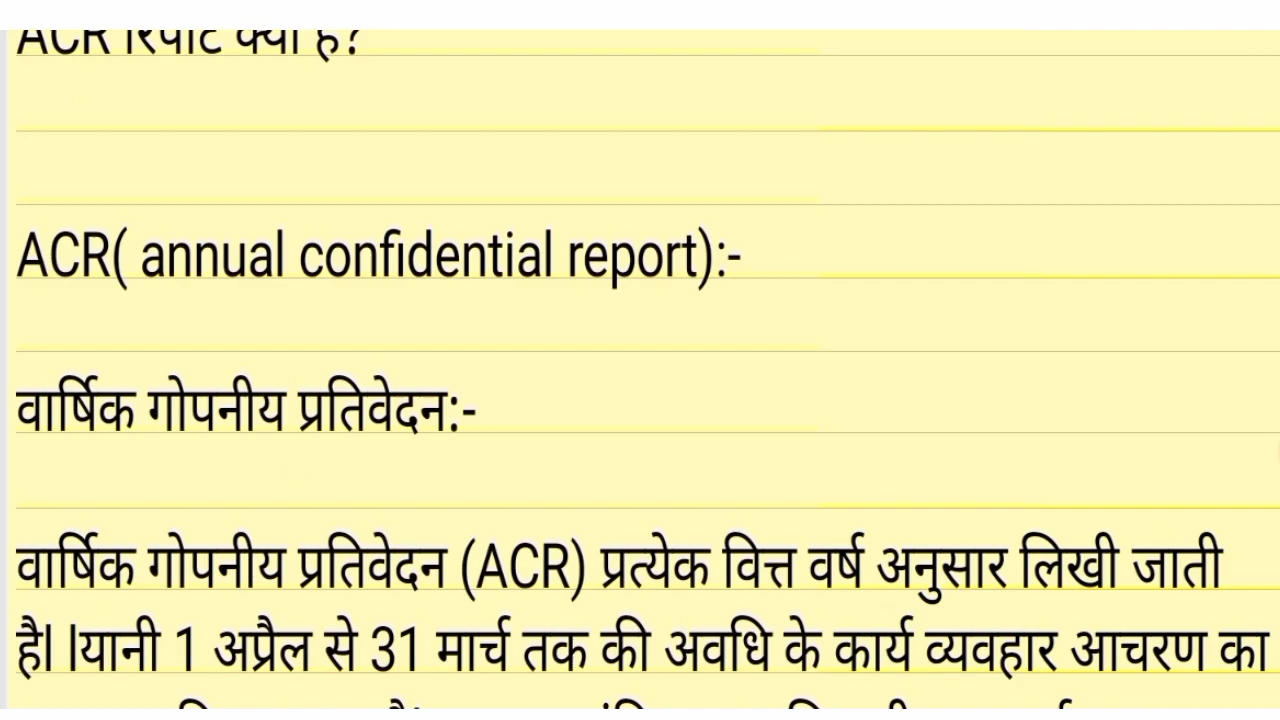 ACR रिपोर्ट क्या है?
ACR( annual confidential report):-
वार्षिक गोपनीय प्रतिवेदन:-
वार्षिक गोपनीय प्रतिवेदन (ACR) प्रत्येक वित्त वर्ष अनुसार लिखी जाती
है। |यानी 1 अप्रैल से 31 मार्च तक की अवधि के कार्य व्यवहार आचरण का